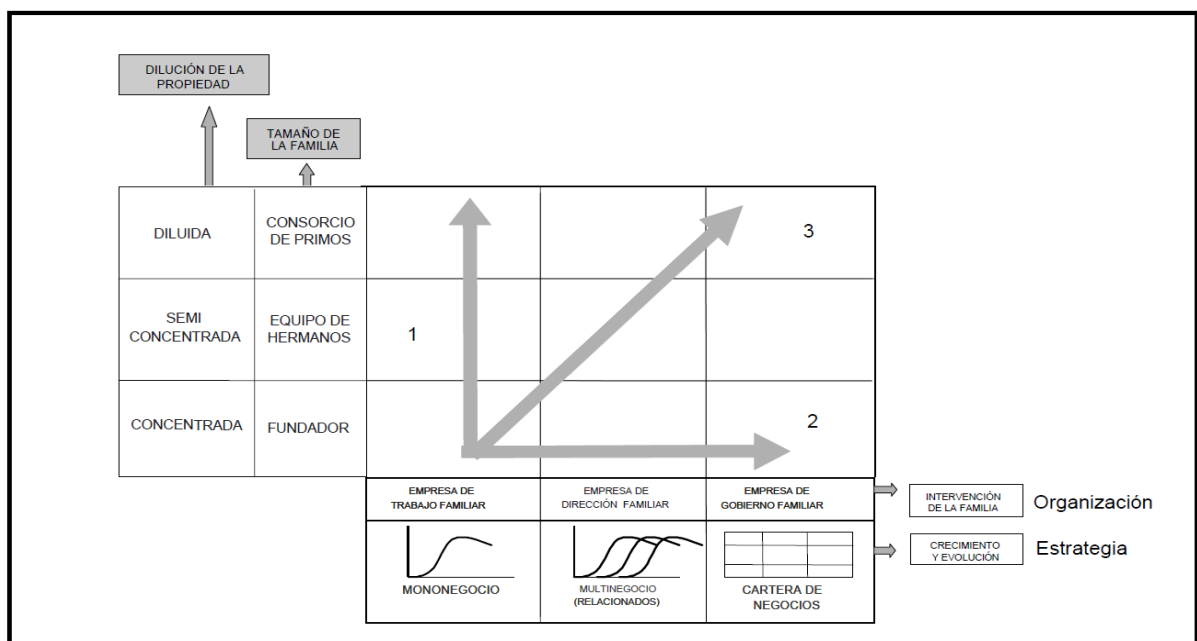 DILUCIÓN DE LA
PROPIEDAD
TAMAÑO DE
LA FAMILIA
DILUIDA
CONSORCIO
DE PRIMOS
3
SEMI
CONCENTRADA
EQUIPO DE
HERMANOS
1
CONCENTRADA
FUNDADOR
2
EMPRESA DE
TRABAJO FAMILIAR
EMPRESA DE
DIRECCIÓN FAMILIAR
EMPRESA DE
GOBIERNO FAMILIAR
INTERVENCIÓN
DE LA FAMILIA
Organización
MONONEGOCIO
MULTINEGOCIO
(RELACIONADOS)
CARTERA DE
NEGOCIOS
CRECIMIENTO
Y EVOLUCIÓN
Estrategia